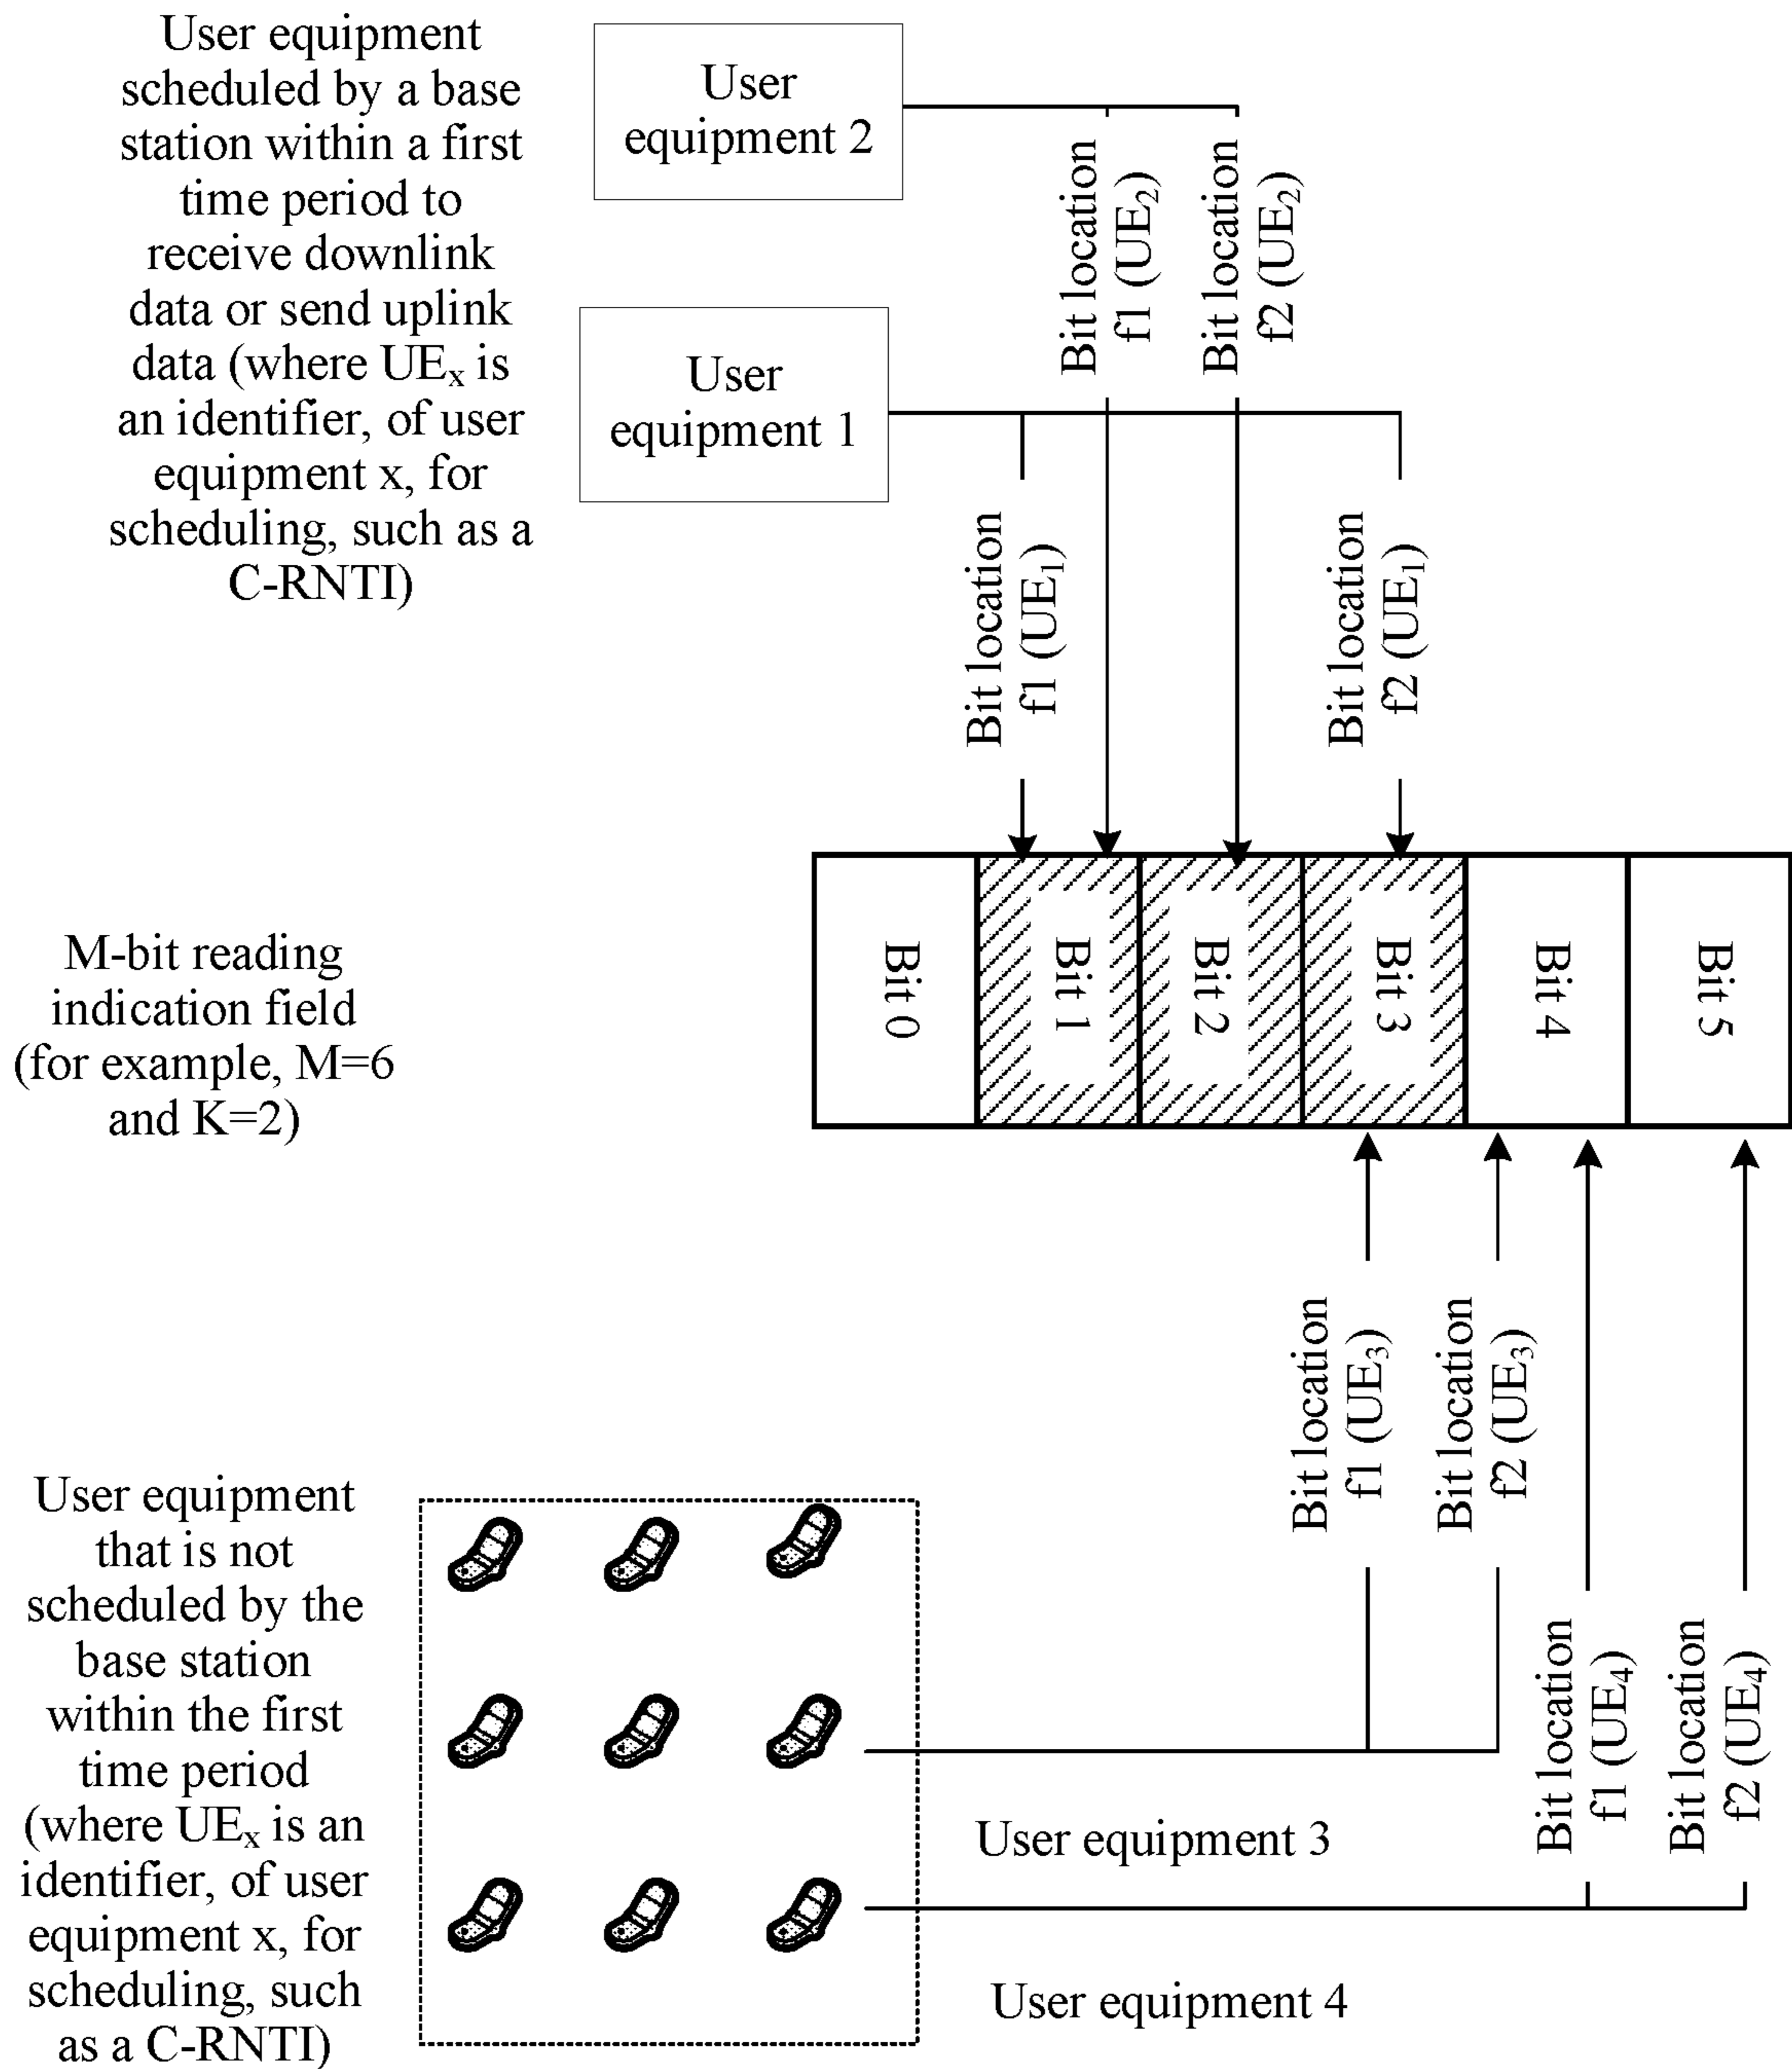 User equipment
scheduled by a base
station within a first
time period to
receive downlink
data or send uplink
data (where UEₓ is
an identifier, of user
equipment x, for
scheduling, such as a
C-RNTI)
User
equipment 2
User
equipment 1
Bit location
f1 (UE₂)
Bit location
f2 (UE₂)
Bit location
f1 (UE₁)
Bit location
f2 (UE₁)
M-bit reading
indication field
(for example, M=6
and K=2)
Bit 0
Bit 1
Bit 2
Bit 3
Bit 4
Bit 5
Bit location
f1 (UE₃)
Bit location
f2 (UE₃)
Bit location
f1 (UE₄)
Bit location
f2 (UE₄)
User equipment
that is not
scheduled by the
base station
within the first
time period
(where UEₓ is an
identifier, of user
equipment x, for
scheduling, such
as a C-RNTI)
User equipment 3
User equipment 4